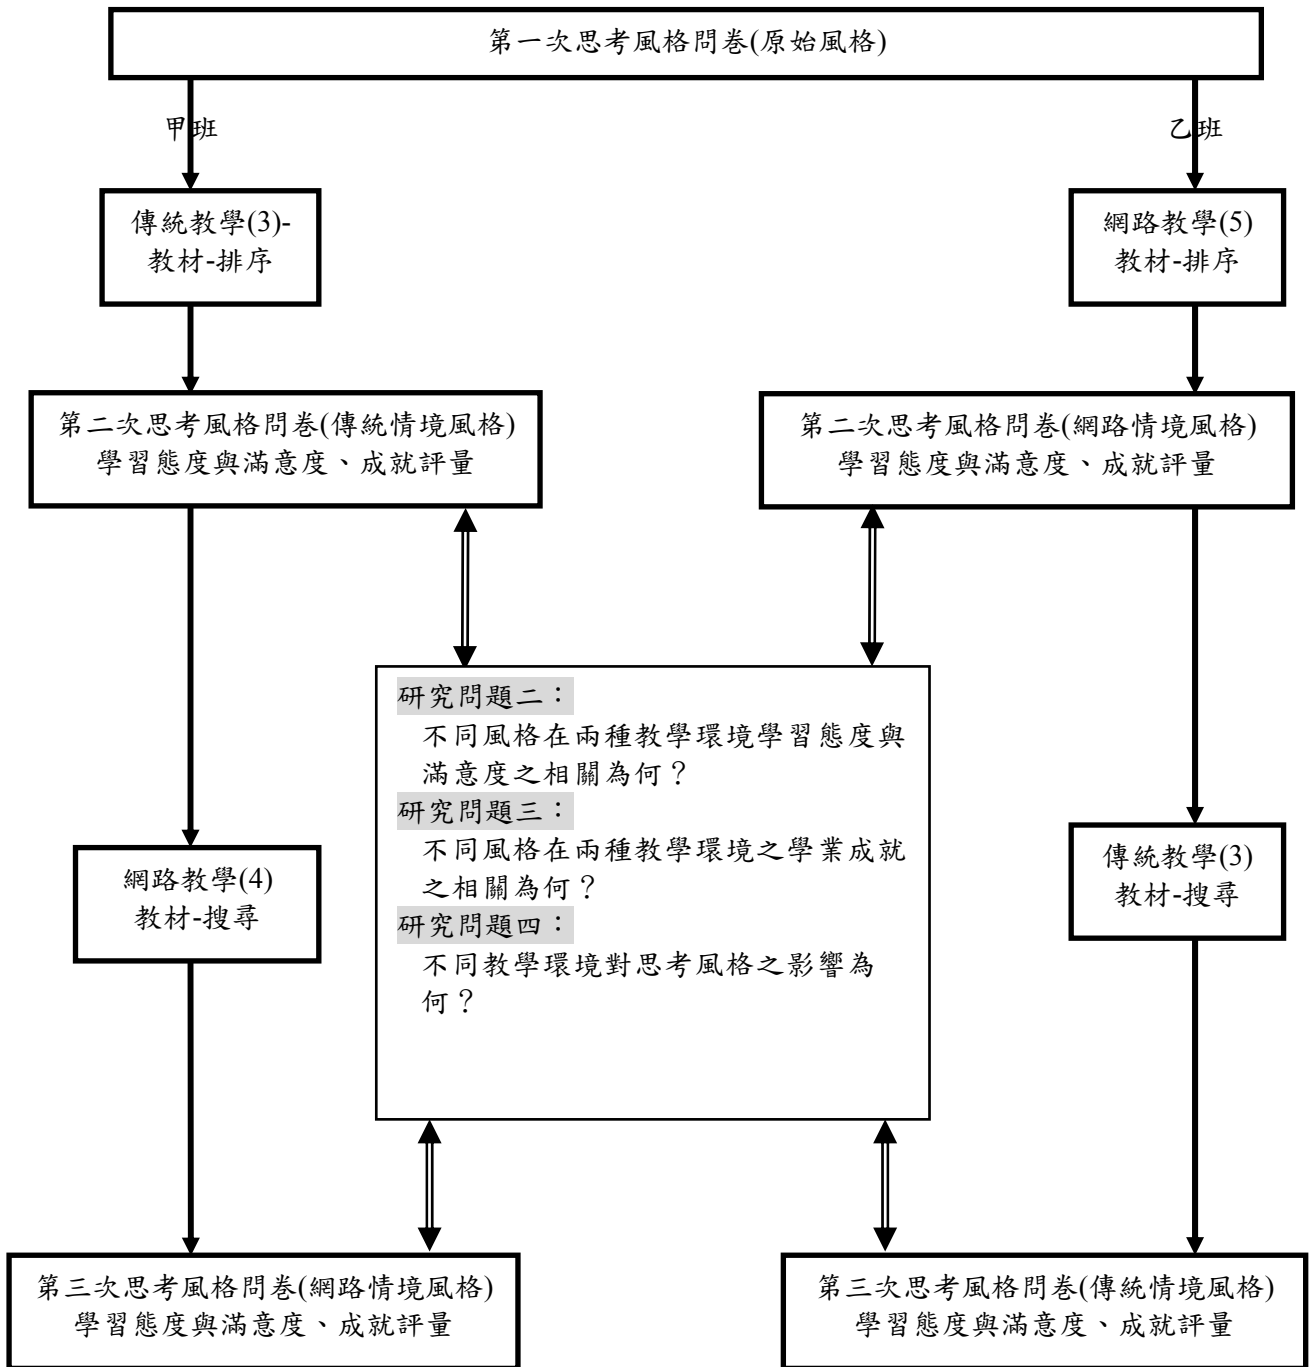 第一次思考風格問卷(原始風格)
甲班
乙班
傳統教學(3)-
教材-排序
網路教學(5)
教材-排序
第二次思考風格問卷(傳統情境風格)
學習態度與滿意度、成就評量
第二次思考風格問卷(網路情境風格)
學習態度與滿意度、成就評量
研究問題二：
不同風格在兩種教學環境學習態度與
滿意度之相關為何？
研究問題三：
不同風格在兩種教學環境之學業成就
之相關為何？
研究問題四：
不同教學環境對思考風格之影響為
何？
網路教學(4)
教材-搜尋
傳統教學(3)
教材-搜尋
第三次思考風格問卷(網路情境風格)
學習態度與滿意度、成就評量
第三次思考風格問卷(傳統情境風格)
學習態度與滿意度、成就評量